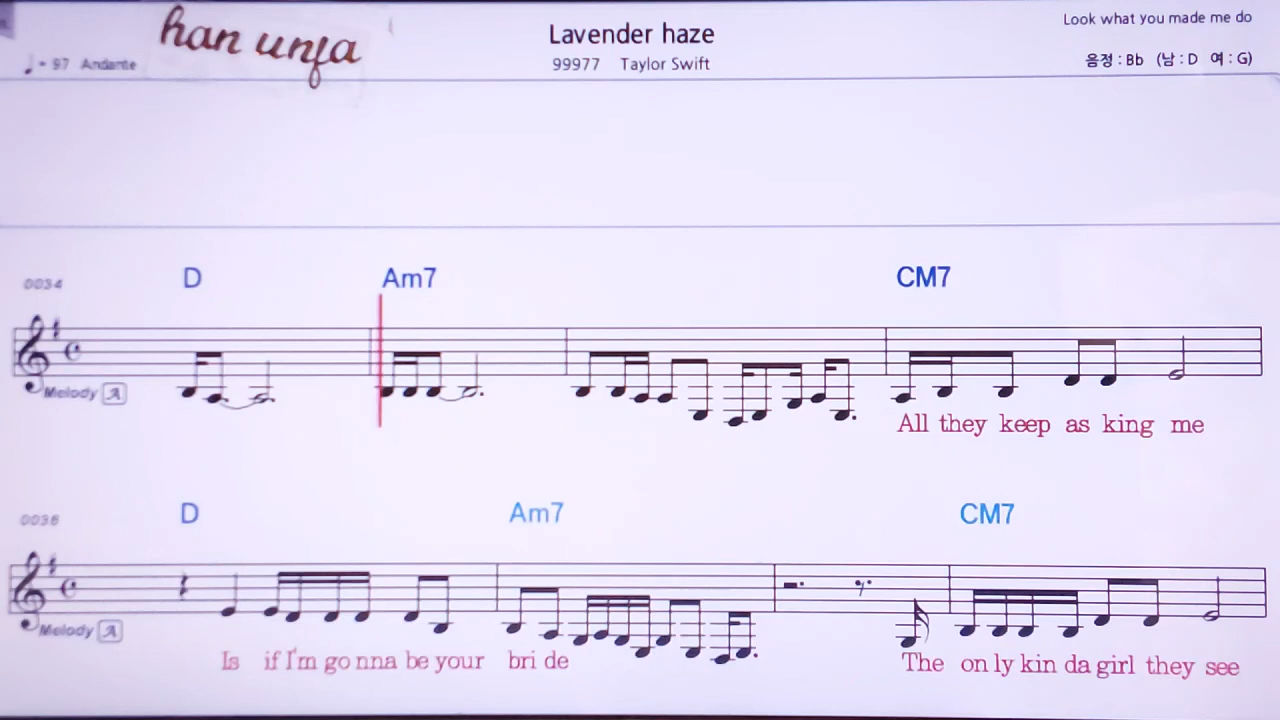 han unfa
Lavender haze
Look what you made me do
♩= 97 Andante
99977 Taylor Swift
음정 : Bb (남 : D 여 : G)
D Am7 CM7
0034
Melody A
All they keep as king me
D Am7 CM7
0036
Melody A
Is if I'm go nna be your bri de The on ly kin da girl they see